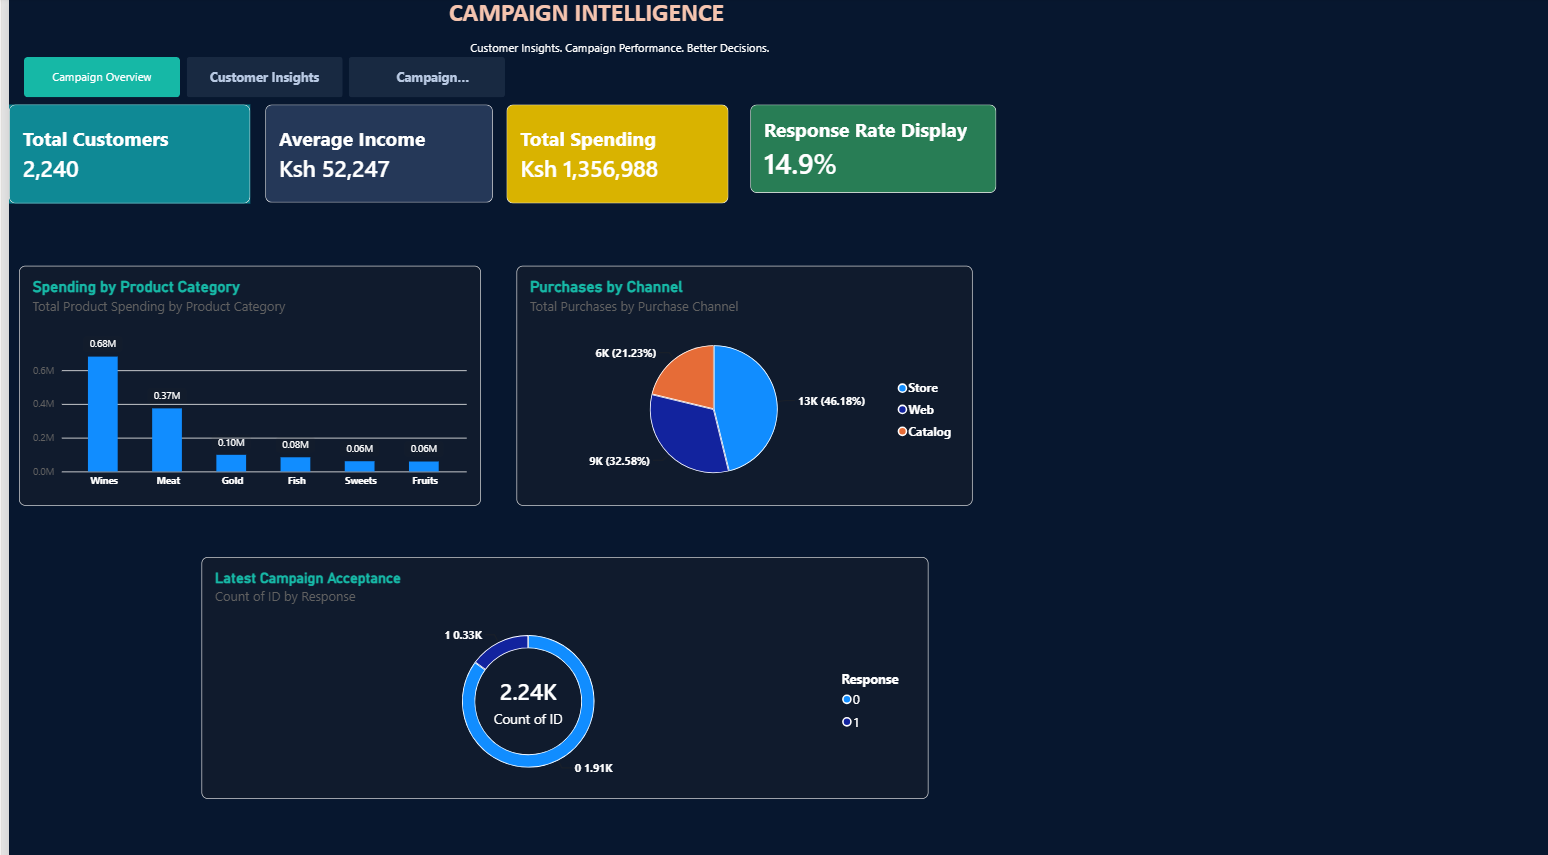 CAMPAIGN INTELLIGENCE
Customer Insights. Campaign Performance. Better Decisions.
Campaign Overview
Customer Insights
Campaign...
Total Customers
2,240
Average Income
Ksh 52,247
Total Spending
Ksh 1,356,988
Response Rate Display
14.9%
Spending by Product Category
Total Product Spending by Product Category
0.6M
0.4M
0.2M
0.0M
0.68M
0.37M
0.10M
0.08M
0.06M
0.06M
Wines
Meat
Gold
Fish
Sweets
Fruits
Purchases by Channel
Total Purchases by Purchase Channel
6K (21.23%)
13K (46.18%)
9K (32.58%)
Store
Web
Catalog
Latest Campaign Acceptance
Count of ID by Response
1 0.33K
2.24K
Count of ID
0 1.91K
Response
0
1